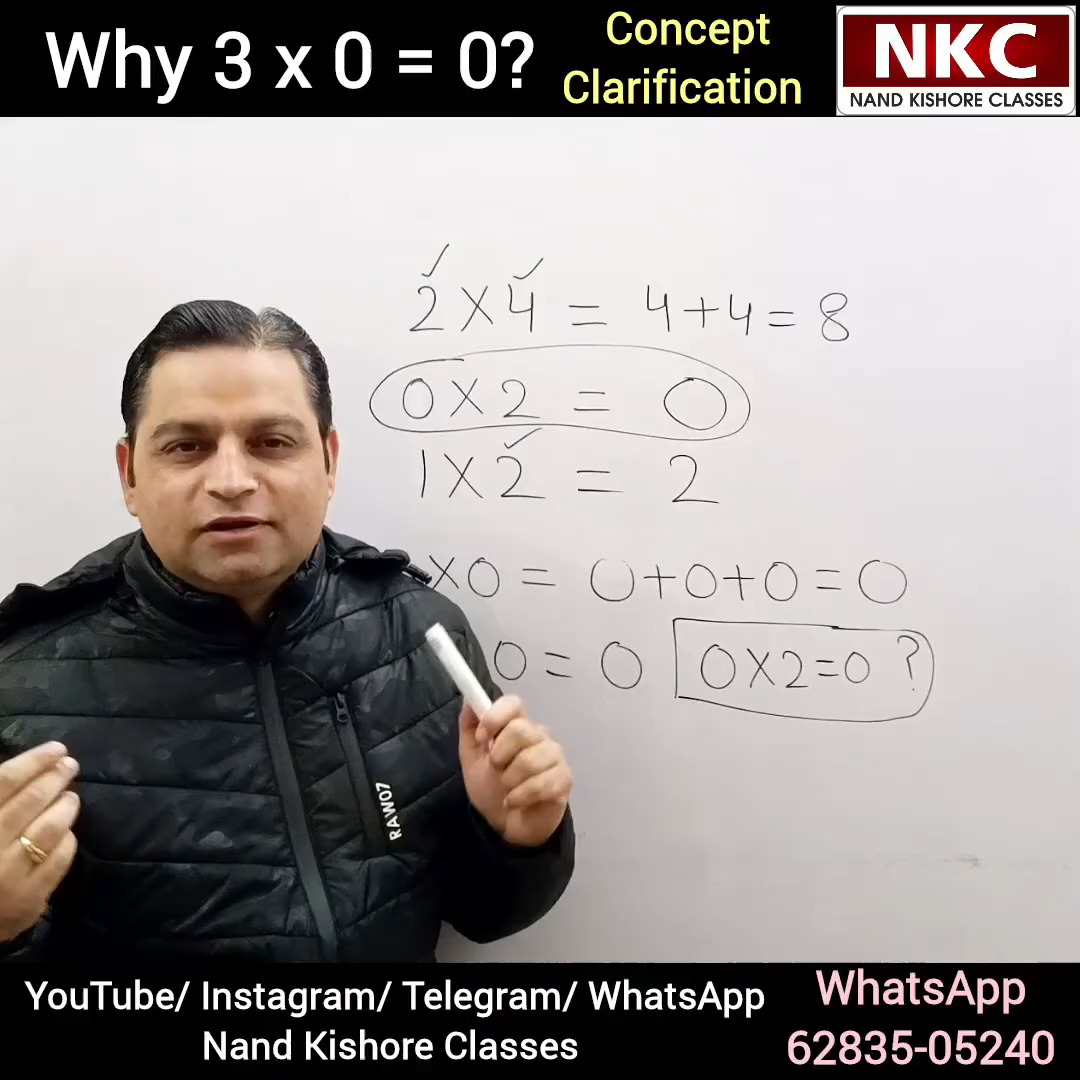 Why 3 x 0 = 0?
Concept
Clarification
NKC
NAND KISHORE CLASSES
2 X 4 = 4+4 = 8
0 X 2 = 0
1 X 2 = 2
X 0 = 0+0+0 = 0
0 = 0
0X2=0 ?
RAW07
YouTube/ Instagram/ Telegram/ WhatsApp
Nand Kishore Classes
WhatsApp
62835-05240